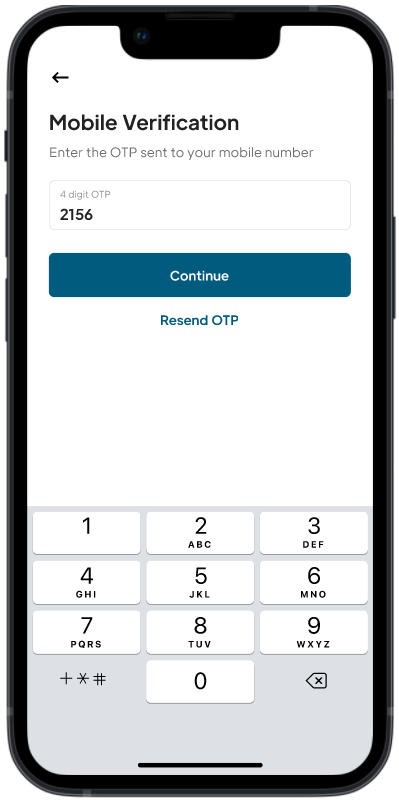 Mobile Verification
Enter the OTP sent to your mobile number
4 digit OTP
2156
Continue
Resend OTP
1 2 3
ABC DEF
4 5 6
GHI JKL MNO
7 8 9
PQRS TUV WXYZ
+*# 0